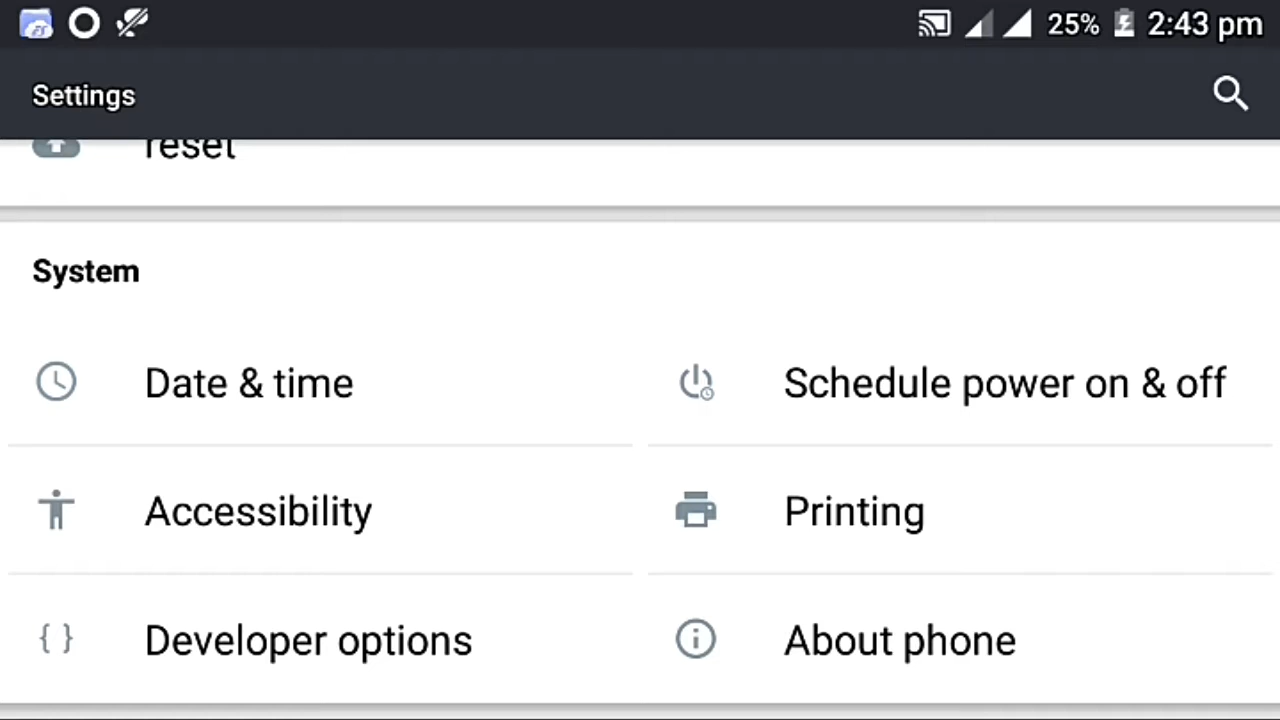 25% 2:43 pm
Settings
reset
System
Date & time
Schedule power on & off
Accessibility
Printing
{ } Developer options
About phone